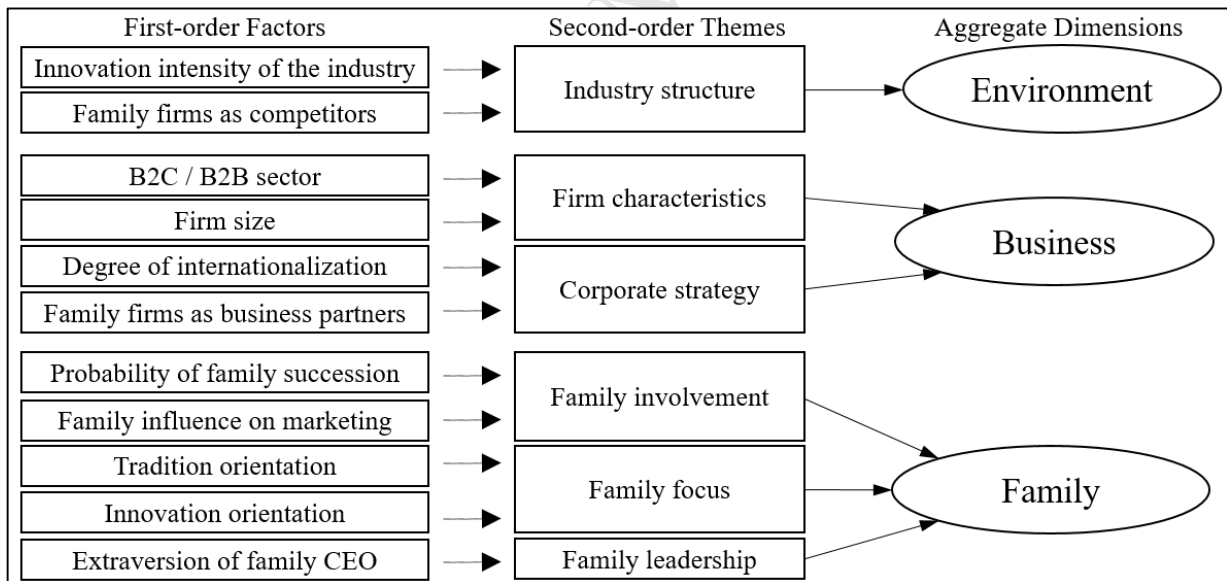 First-order Factors
Second-order Themes
Aggregate Dimensions
Innovation intensity of the industry
Family firms as competitors
Industry structure
Environment
B2C / B2B sector
Firm size
Firm characteristics
Degree of internationalization
Family firms as business partners
Corporate strategy
Business
Probability of family succession
Family influence on marketing
Family involvement
Tradition orientation
Innovation orientation
Family focus
Extraversion of family CEO
Family leadership
Family